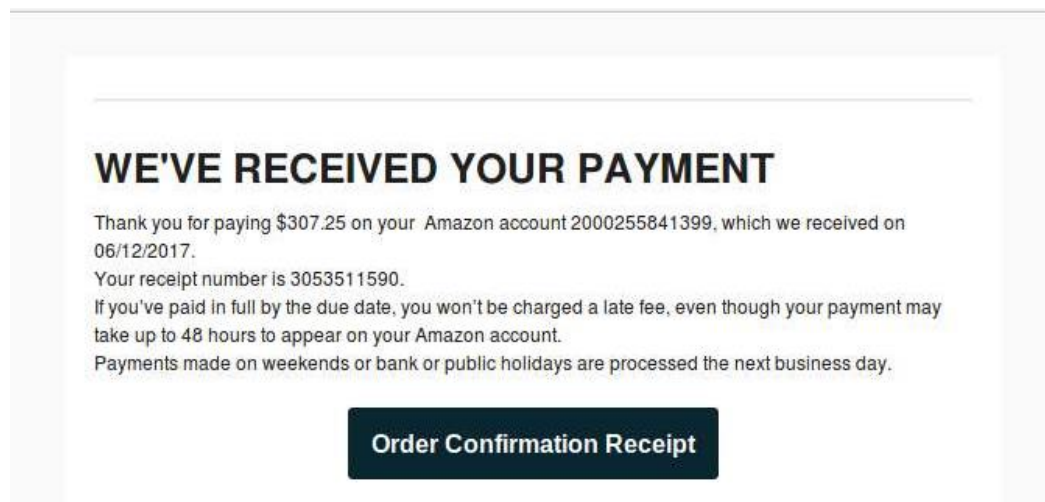 WE'VE RECEIVED YOUR PAYMENT
Thank you for paying $307.25 on your  Amazon account 2000255841399, which we received on
06/12/2017.
Your receipt number is 3053511590.
If you've paid in full by the due date, you won't be charged a late fee, even though your payment may
take up to 48 hours to appear on your Amazon account.
Payments made on weekends or bank or public holidays are processed the next business day.
Order Confirmation Receipt